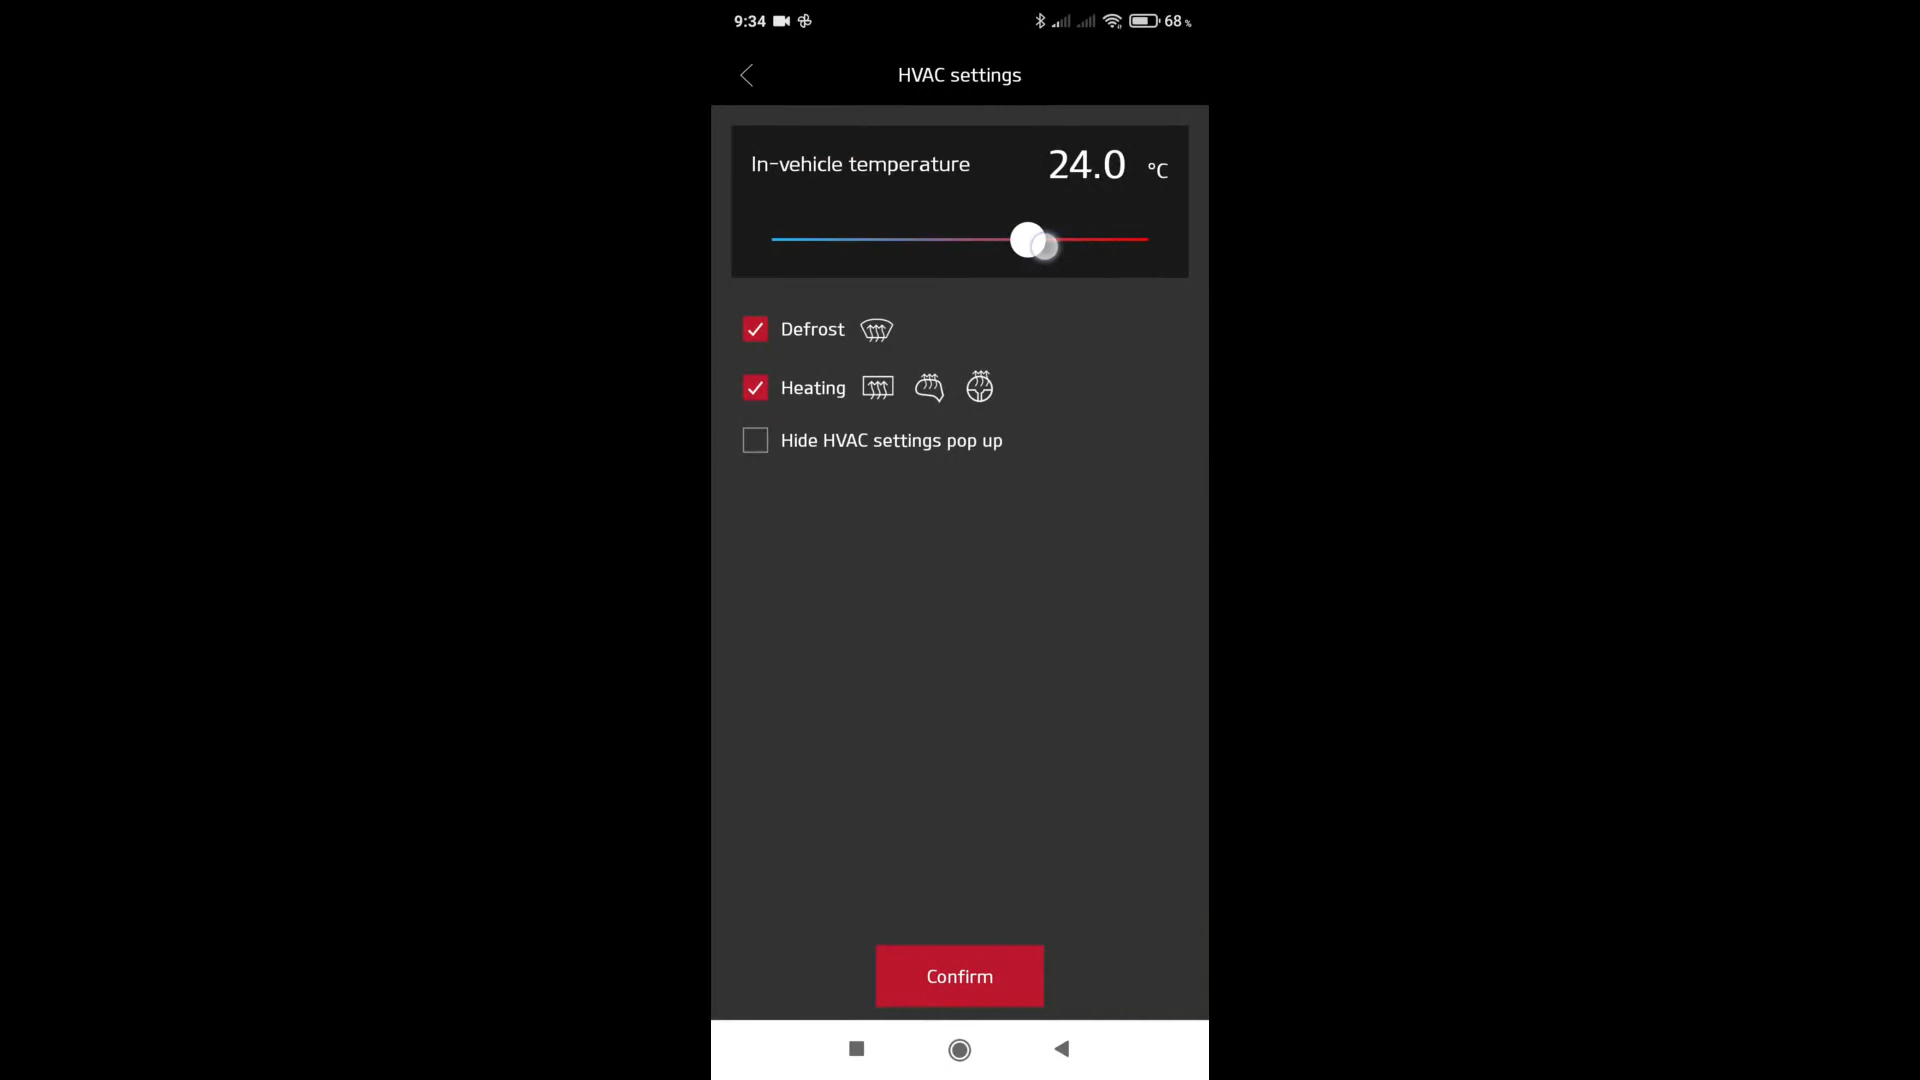 9:34 68 %
HVAC settings
In-vehicle temperature 24.0 °C
Defrost
Heating
Hide HVAC settings pop up
Confirm